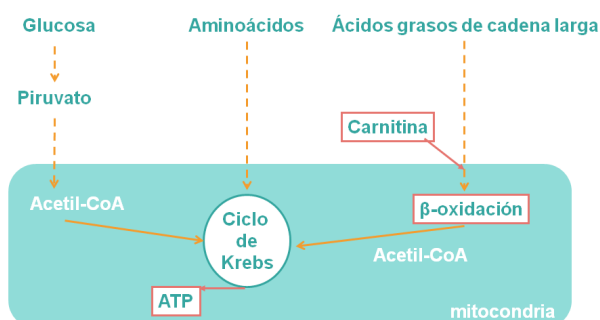 Glucosa
Aminoácidos
Ácidos grasos de cadena larga
Piruvato
Carnitina
Acetil-CoA
Ciclo
de
Krebs
β-oxidación
Acetil-CoA
ATP
mitocondria